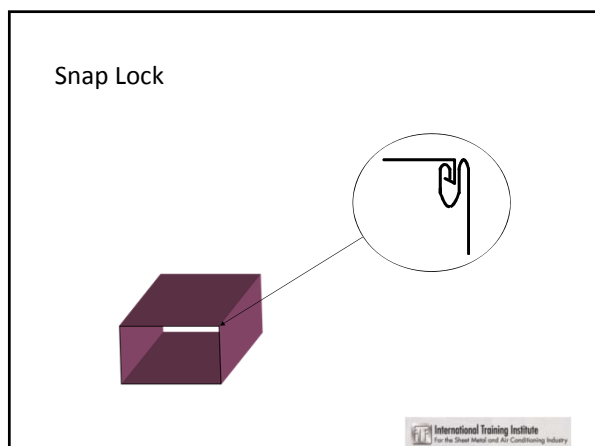 Snap Lock
International Training Institute
For the Sheet Metal and Air Conditioning Industry